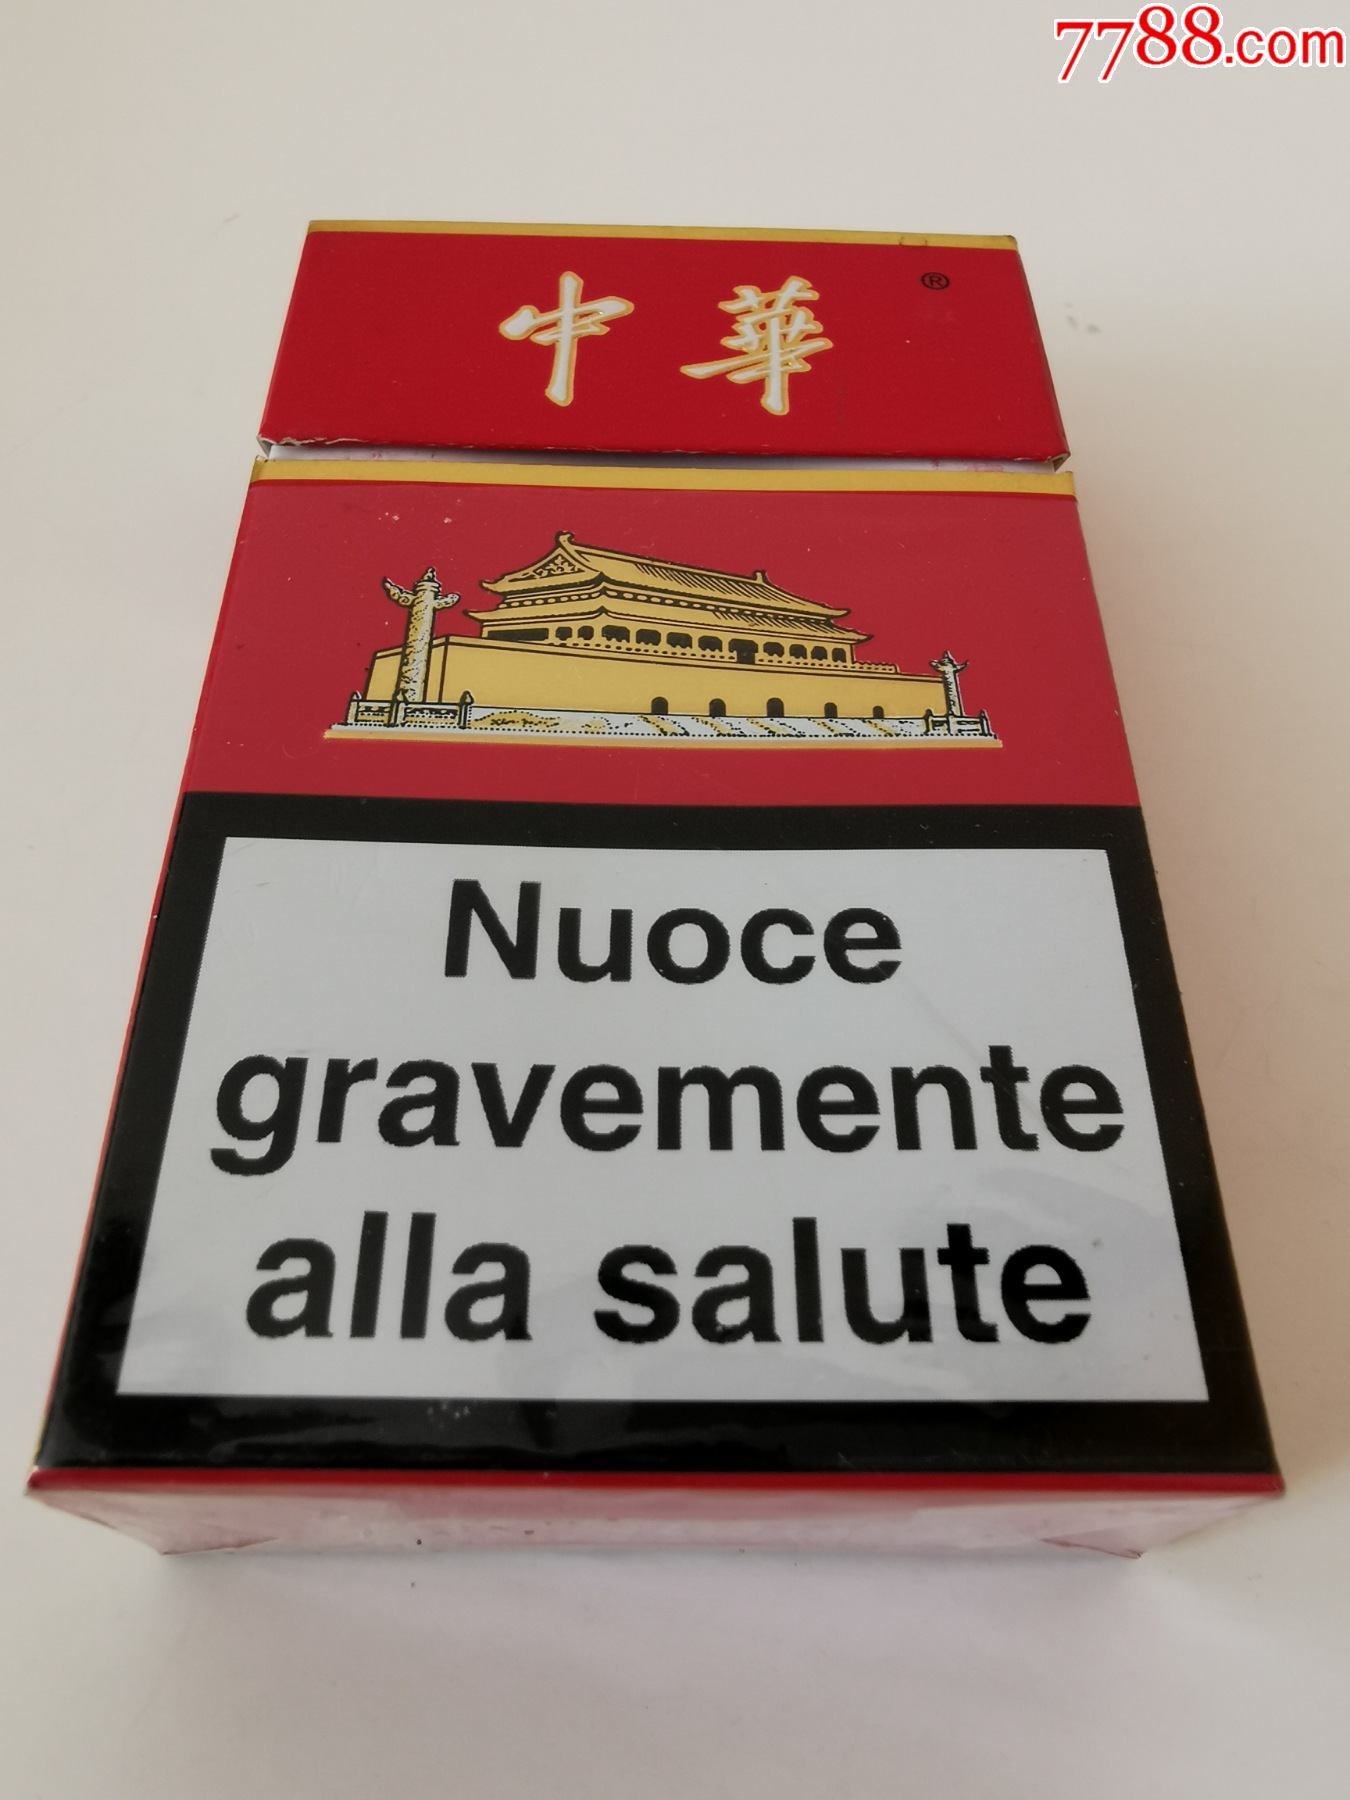 7788.com
中華 ®
Nuoce
gravemente
alla salute